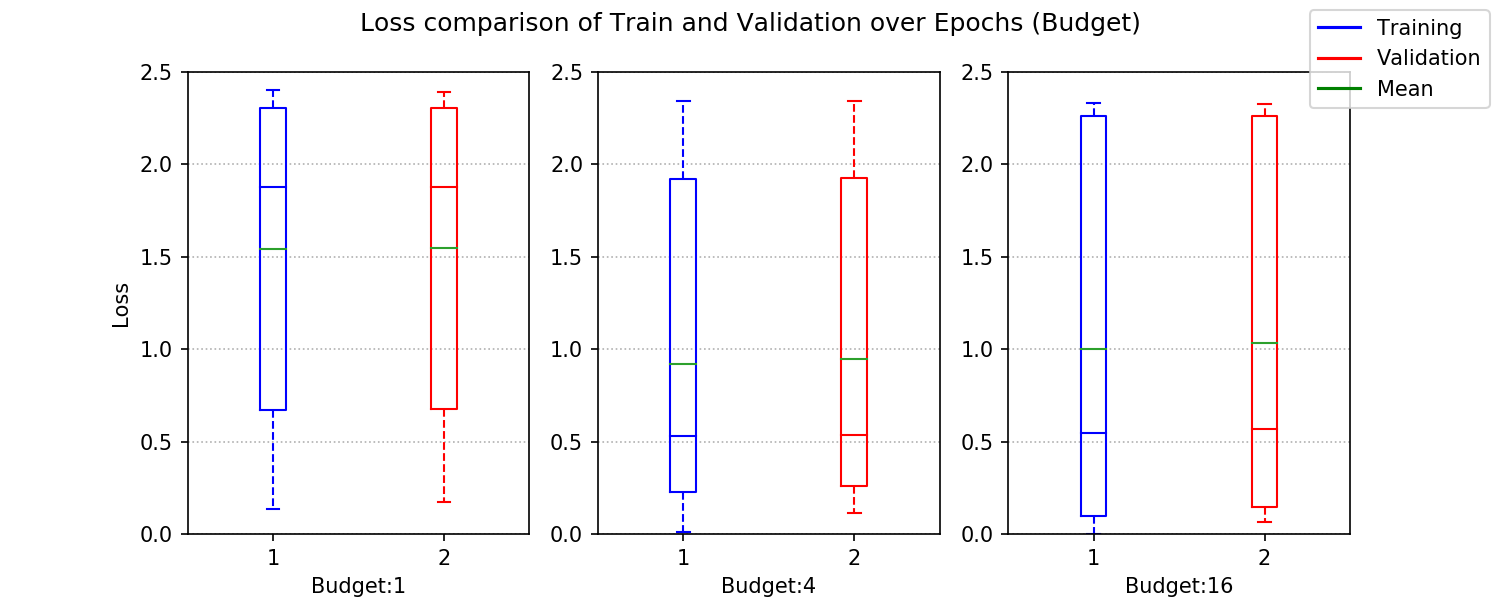 Loss comparison of Train and Validation over Epochs (Budget)
Training
Validation
Mean
Loss
2.5
2.0
1.5
1.0
0.5
0.0
1 2
Budget:1
2.5
2.0
1.5
1.0
0.5
0.0
1 2
Budget:4
2.5
2.0
1.5
1.0
0.5
0.0
1 2
Budget:16